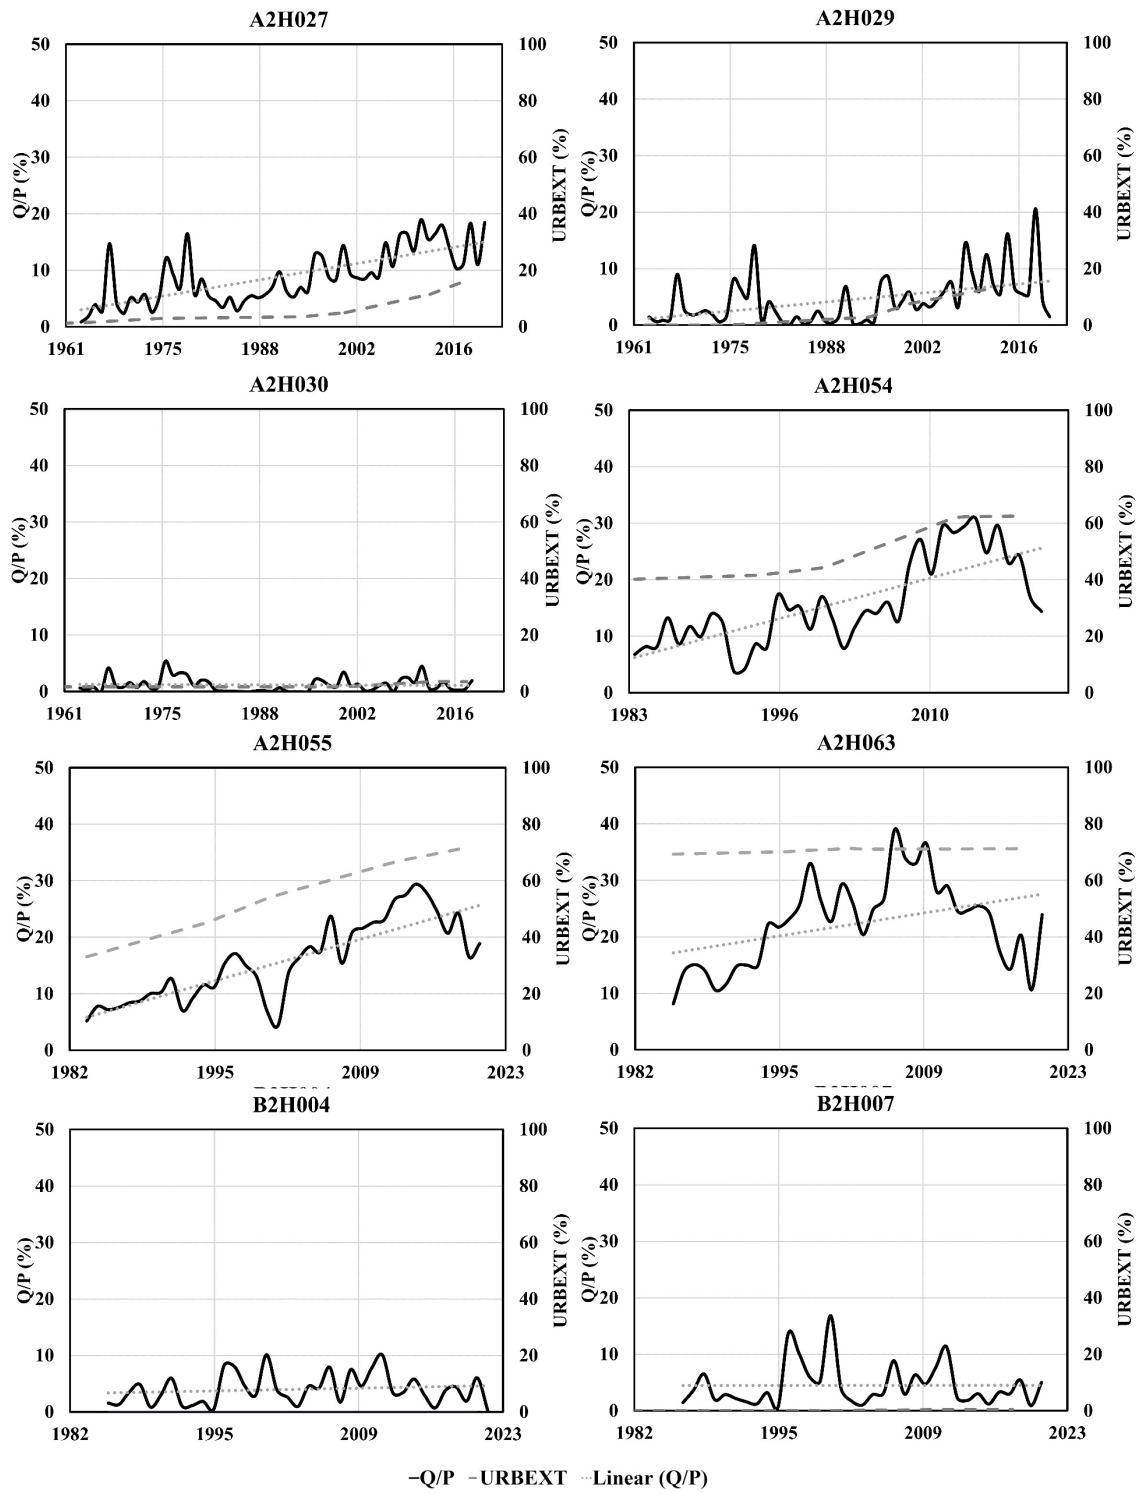 A2H027
A2H029
50 100 50 100
40 80 40 80
30 60 30 60
20 40 20 40
10 20 10 20
0 0 0 0
Q/P (%) URBEXT (%) Q/P (%) URBEXT (%)
1961 1975 1988 2002 2016
1961 1975 1988 2002 2016
A2H030
A2H054
50 100 50 100
40 80 40 80
30 60 30 60
20 40 20 40
10 20 10 20
0 0 0 0
Q/P (%) URBEXT (%) Q/P (%) URBEXT (%)
1961 1975 1988 2002 2016
1983 1996 2010
A2H055
A2H063
50 100 50 100
40 80 40 80
30 60 30 60
20 40 20 40
10 20 10 20
0 0 0 0
Q/P (%) URBEXT (%) Q/P (%) URBEXT (%)
1982 1995 2009 2023
1982 1995 2009 2023
B2H004
B2H007
50 100 50 100
40 80 40 80
30 60 30 60
20 40 20 40
10 20 10 20
0 0 0 0
Q/P (%) URBEXT (%) Q/P (%) URBEXT (%)
1982 1995 2009 2023
1982 1995 2009 2023
Q/P URBEXT Linear (Q/P)